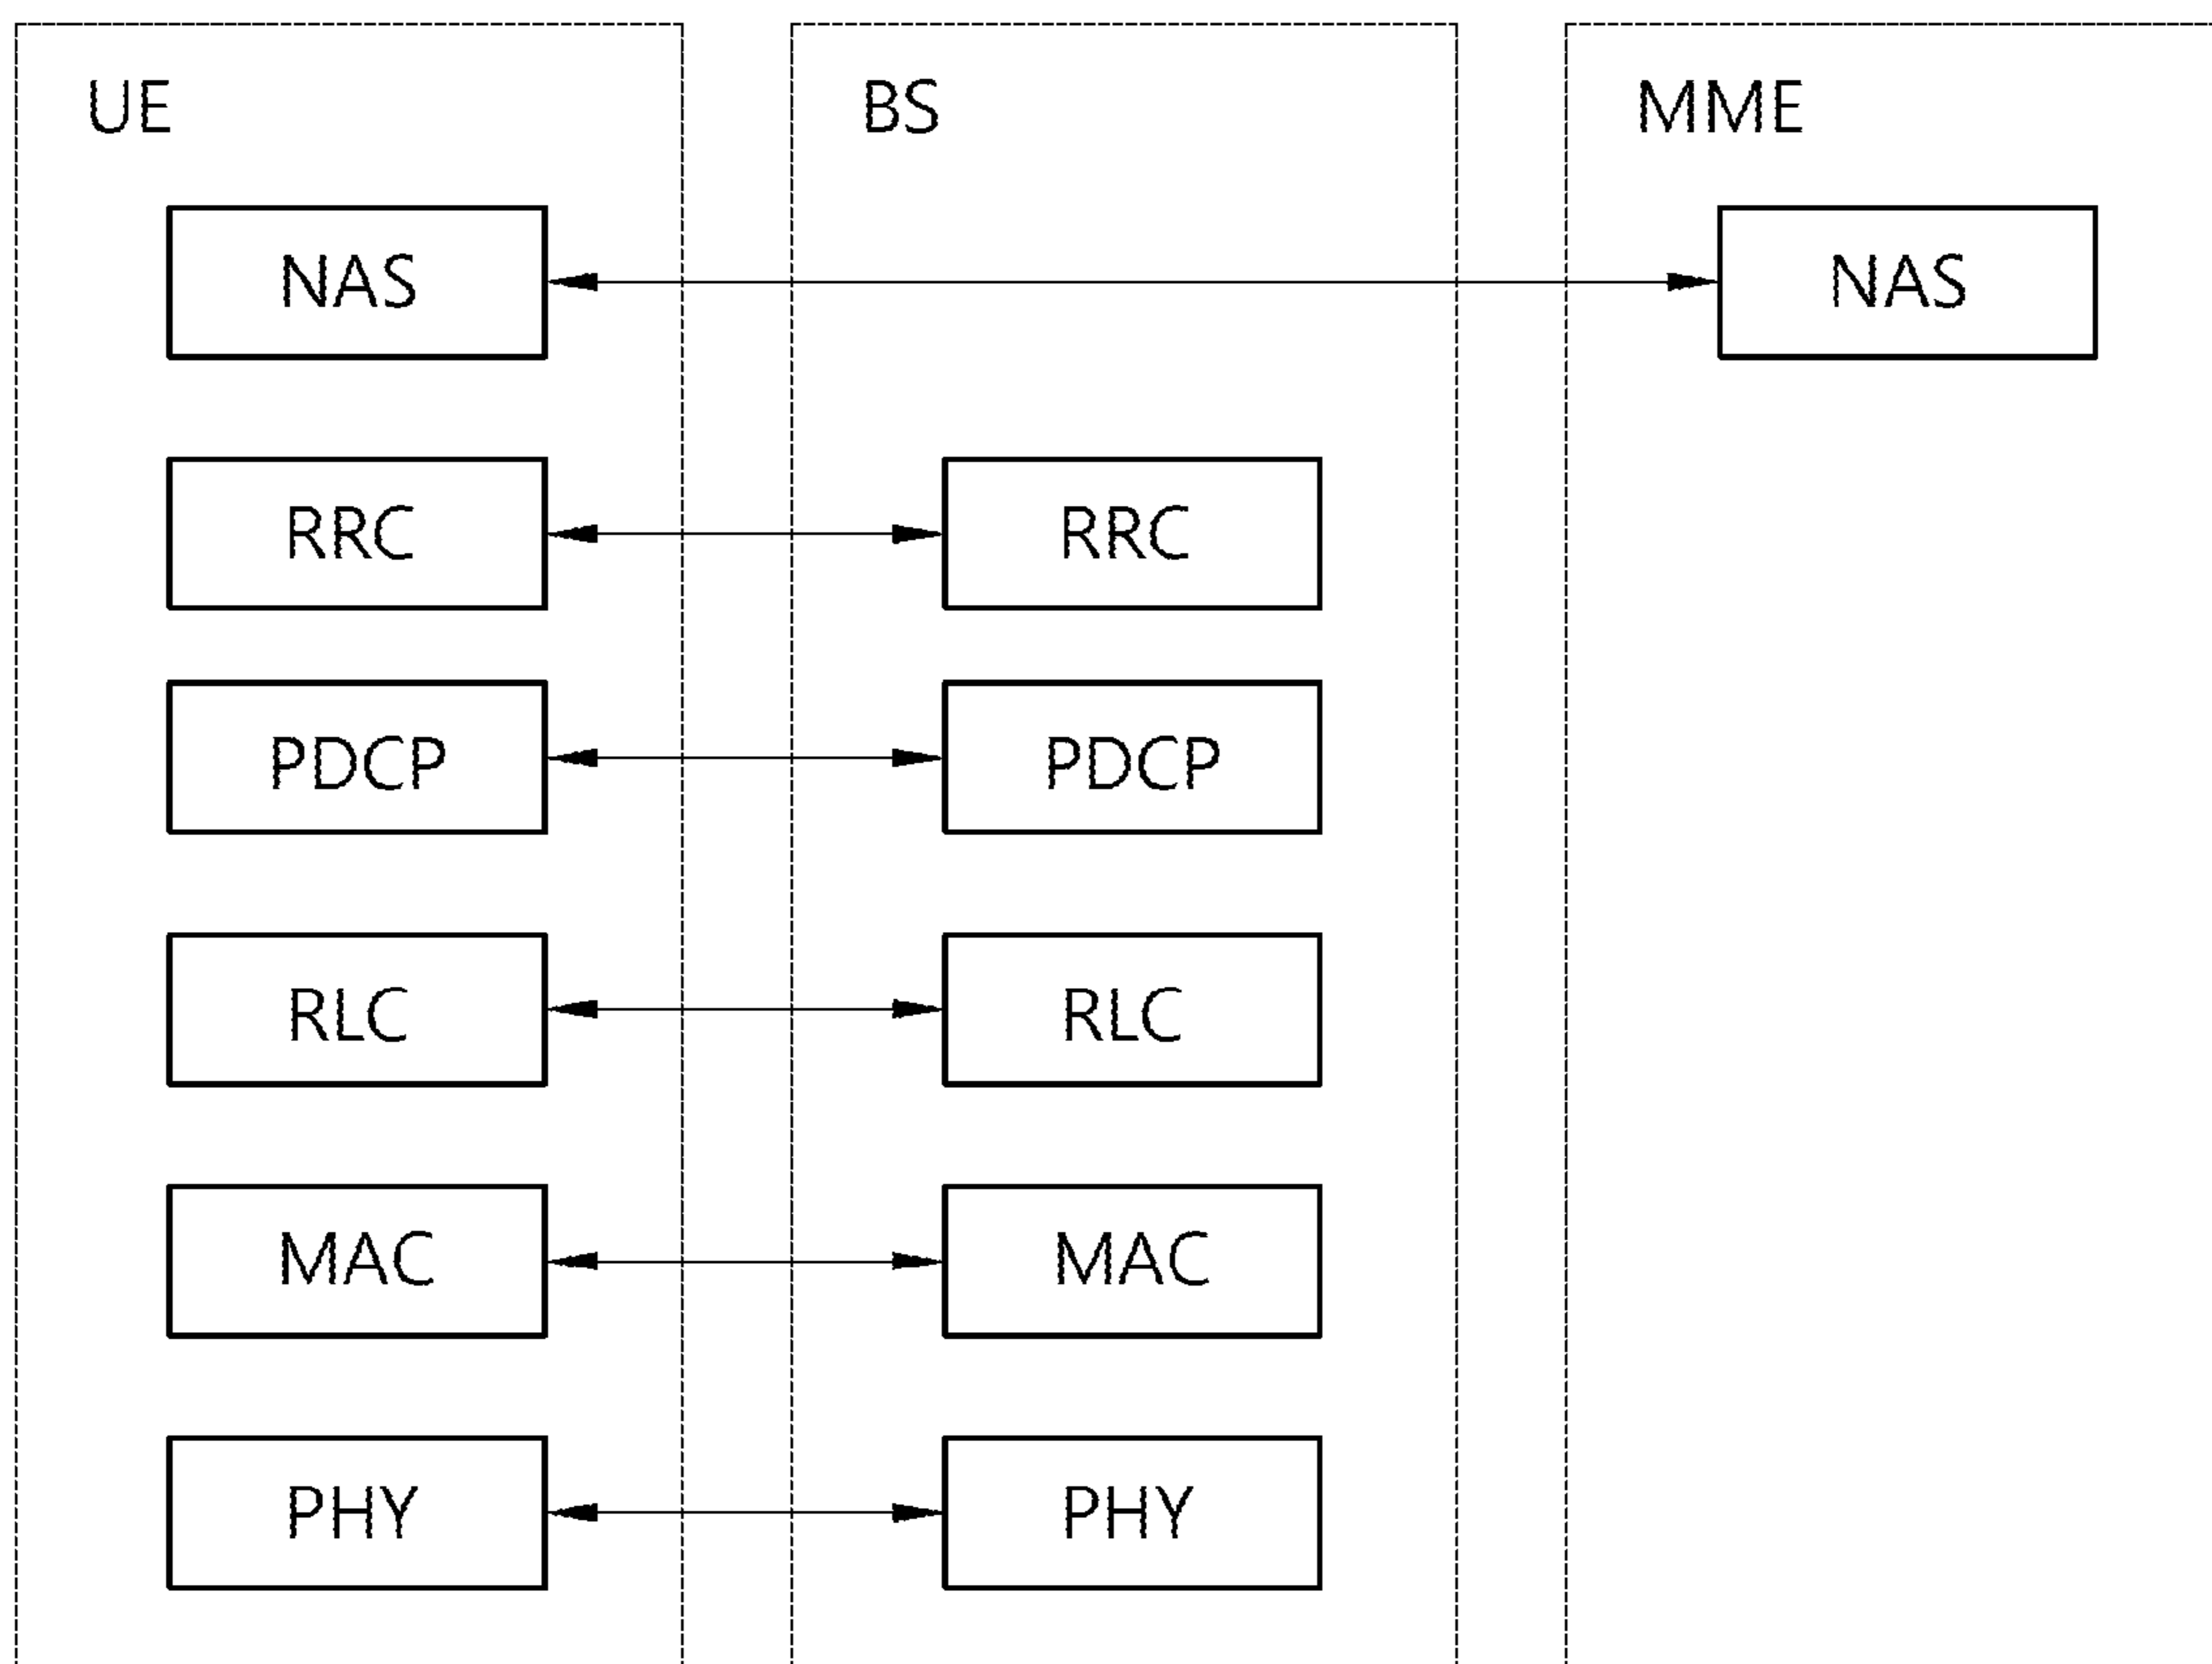 UE BS MME
NAS NAS
RRC RRC
PDCP PDCP
RLC RLC
MAC MAC
PHY PHY